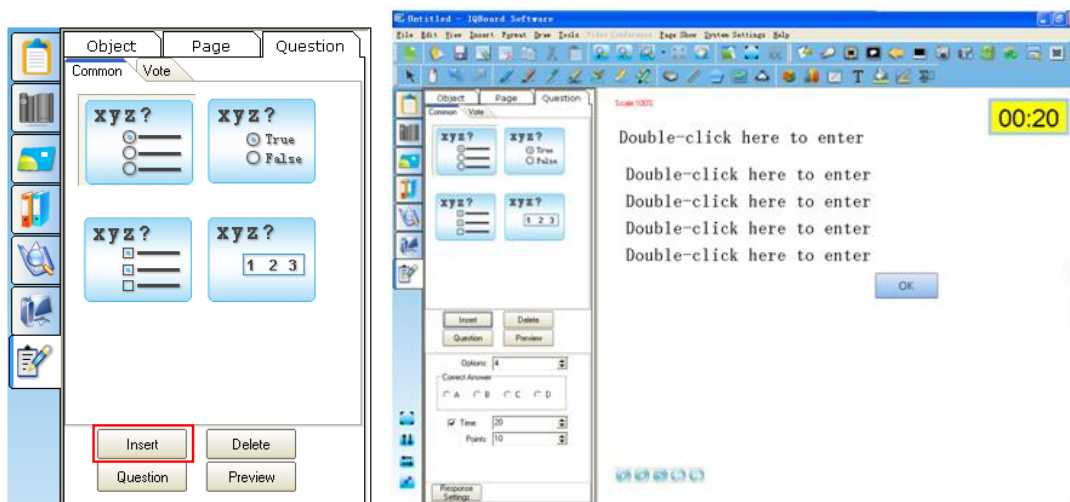 Object Page Question
Common Vote
xyz? xyz?
True
False
xyz? xyz?
1 2 3
Insert Delete
Question Preview
Untitled - IQBoard Software
File Edit View Insert Format Draw Tools Video Conference Page Show System Settings Help
Object Page Question
Common Vote
xyz? xyz?
True
False
xyz? xyz?
1 2 3
Insert Delete
Question Preview
Options: 4
Correct Answer
A B C D
Time: 20
Points: 10
Response
Settings
Scale 100%
00:20
Double-click here to enter
Double-click here to enter
Double-click here to enter
Double-click here to enter
Double-click here to enter
OK